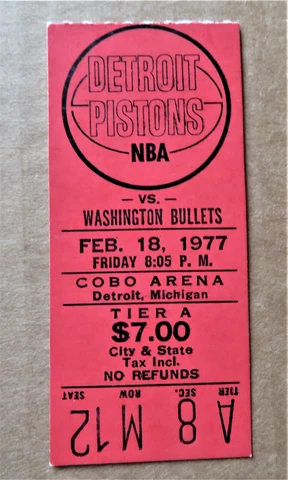 DETROIT
PISTONS
NBA
— VS. —
WASHINGTON BULLETS
FEB. 18, 1977
FRIDAY 8:05 P. M.
COBO ARENA
Detroit, Michigan
TIER A
$7.00
City & State
Tax Incl.
NO REFUNDS
A 8 M 12
TIER SEC. ROW SEAT